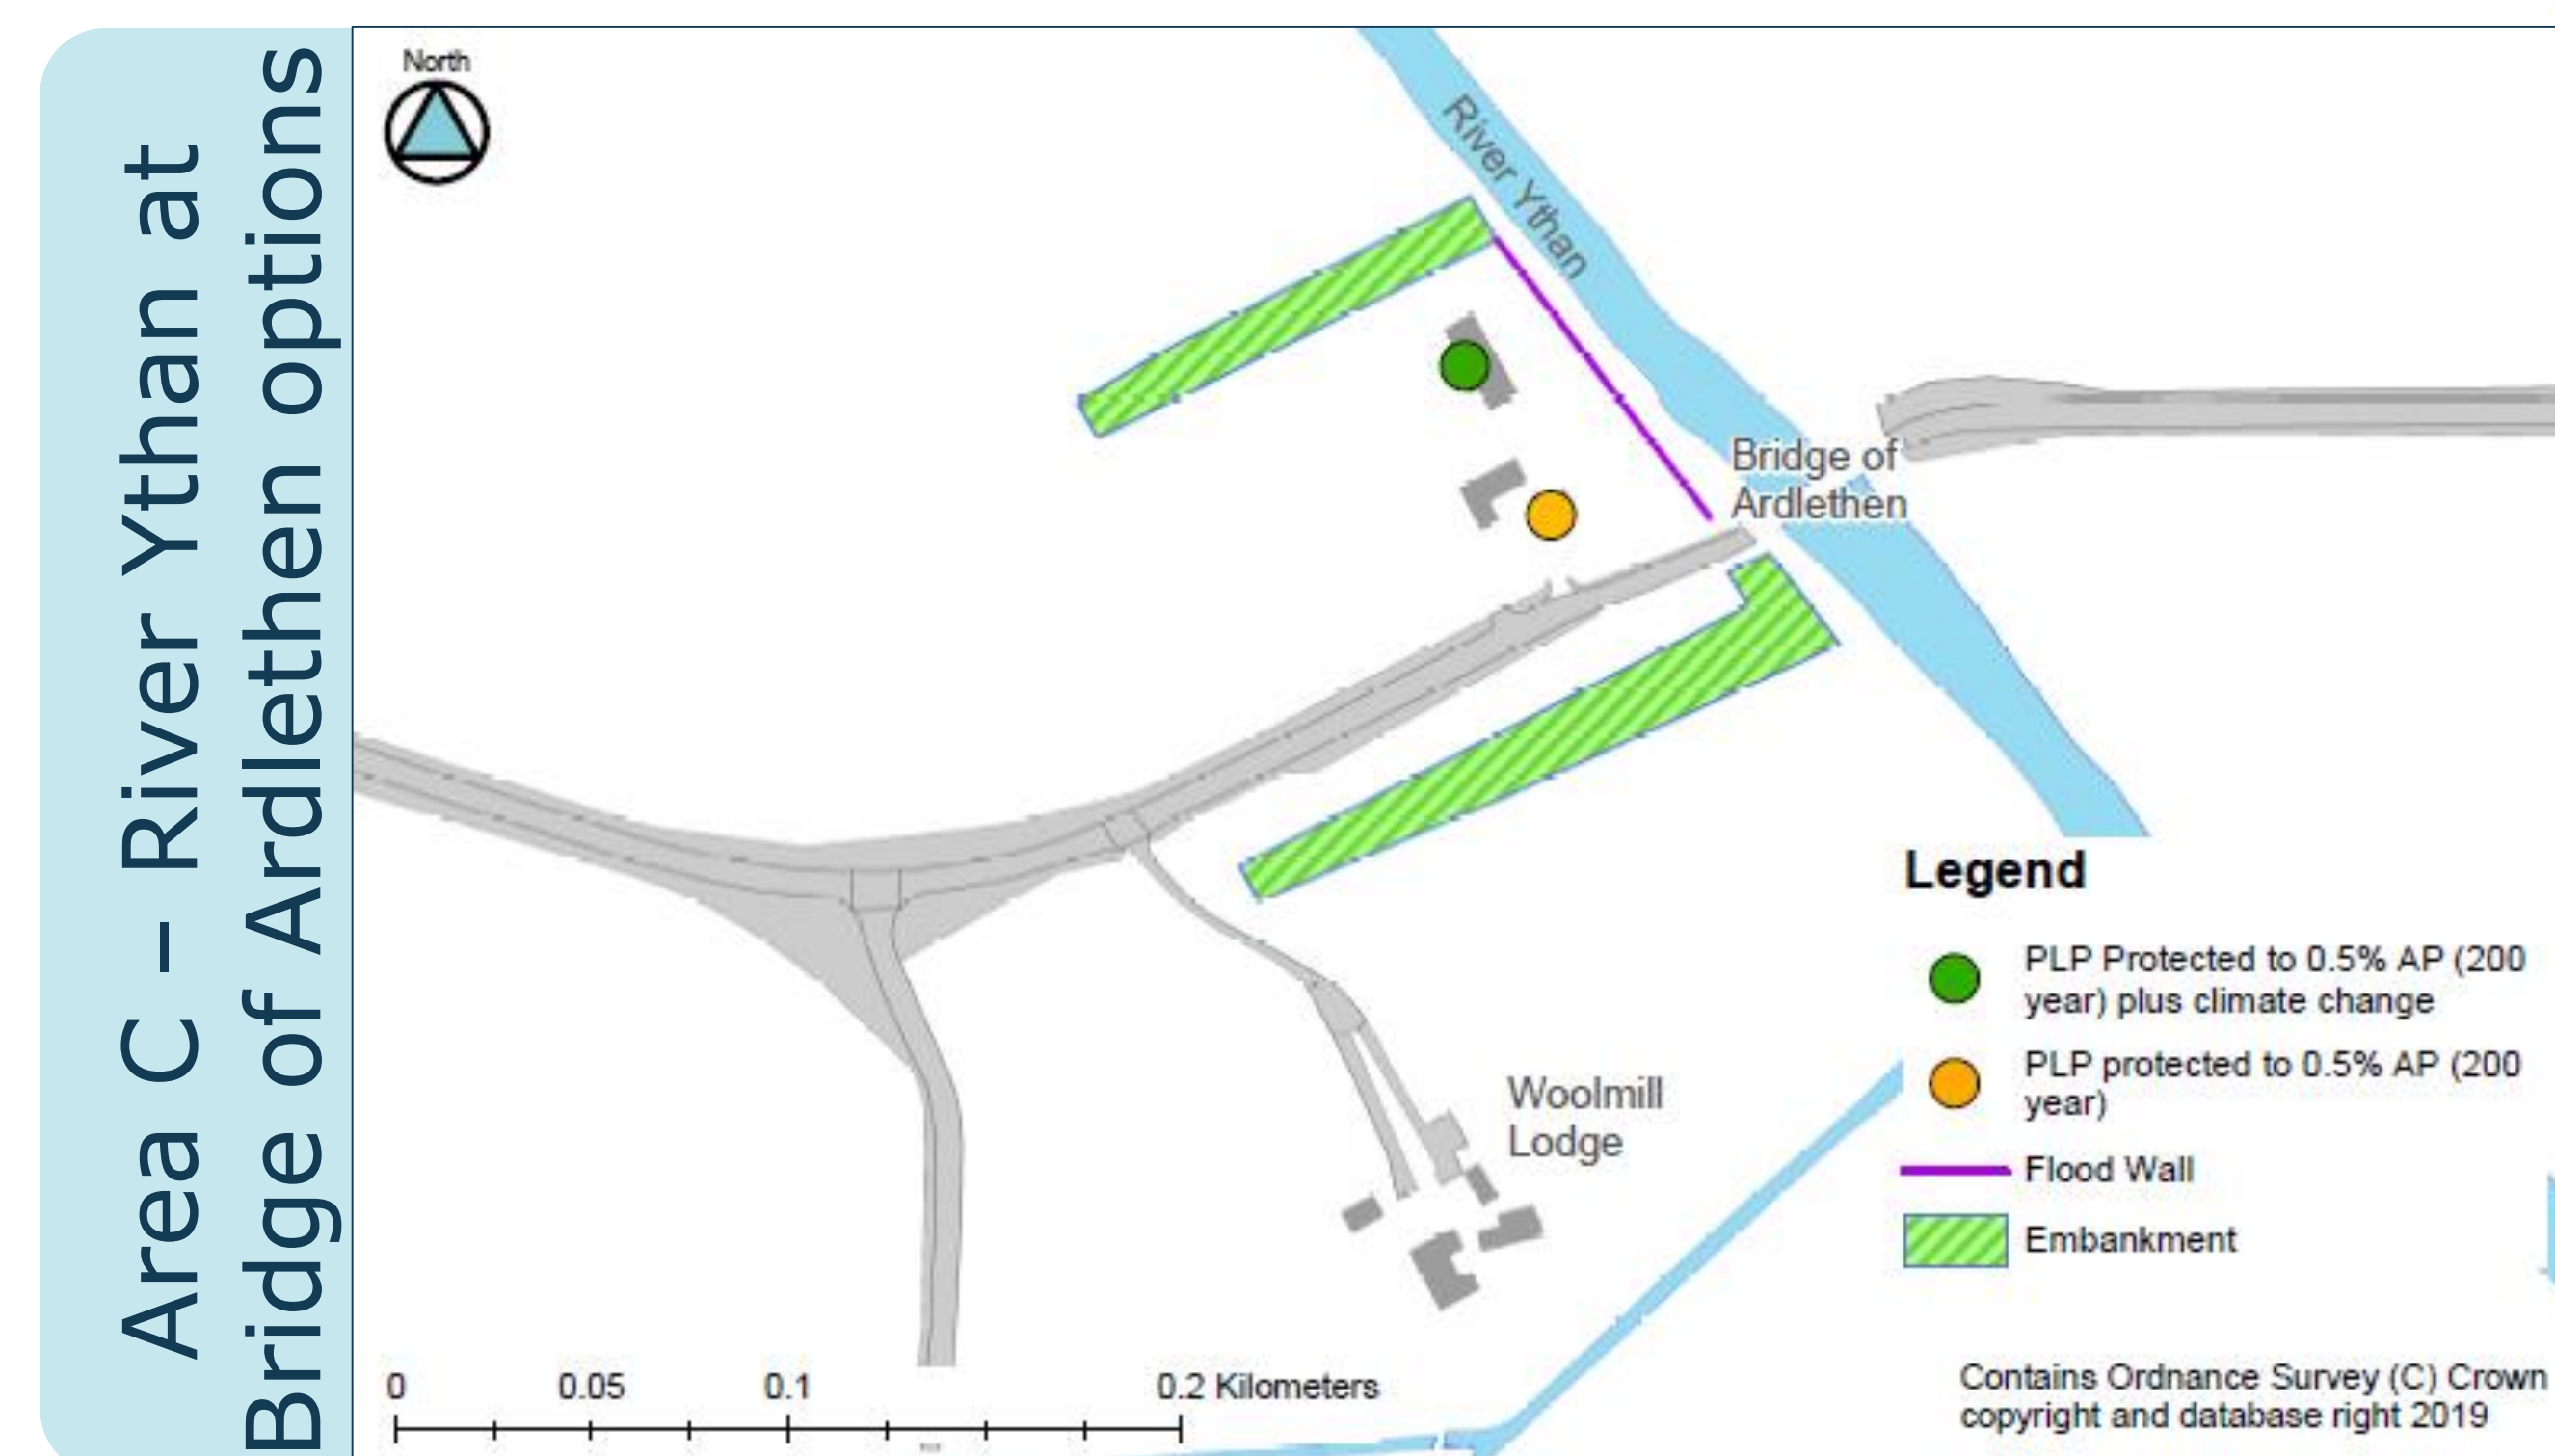 Area C – River Ythan at
Bridge of Ardlethen options
North
River Ythan
Bridge of
Ardlethen
Woolmill
Lodge
Legend
PLP Protected to 0.5% AP (200
year) plus climate change
PLP protected to 0.5% AP (200
year)
Flood Wall
Embankment
0 0.05 0.1 0.2 Kilometers
Contains Ordnance Survey (C) Crown
copyright and database right 2019